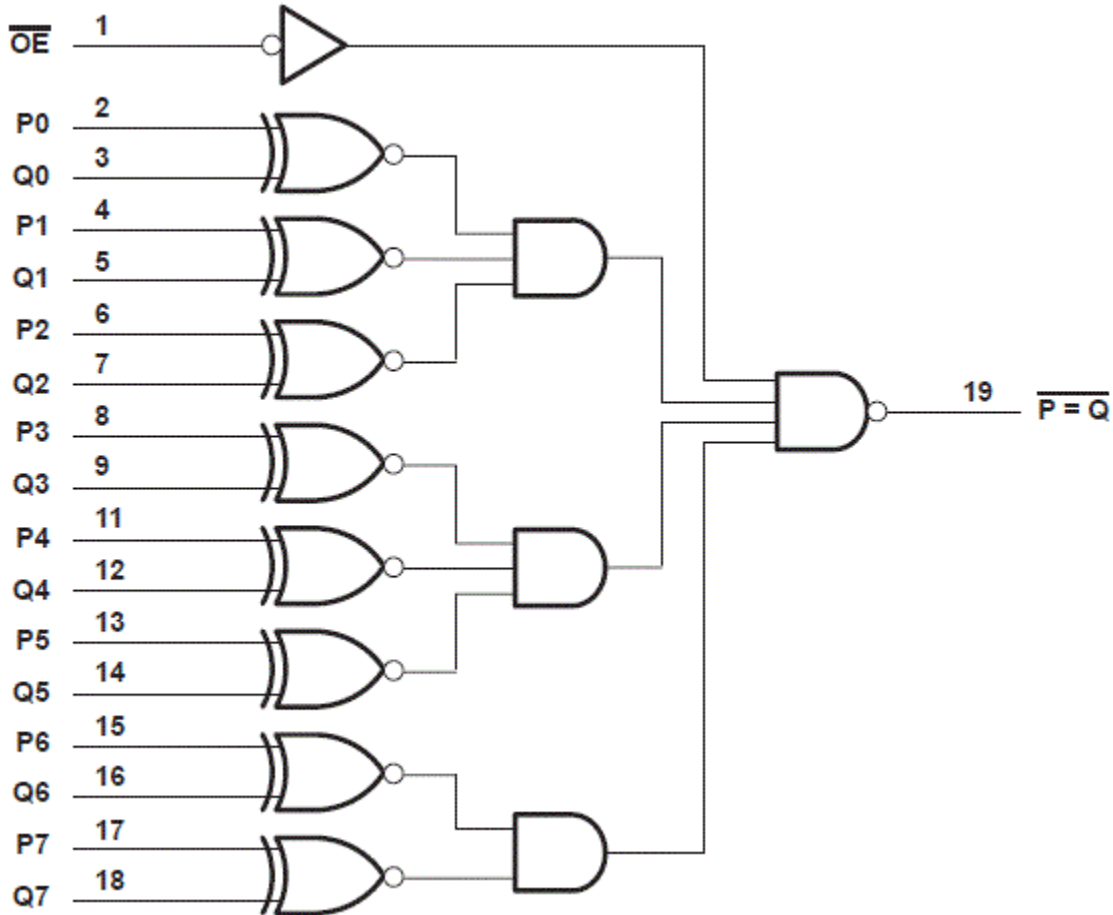 O̅E̅ 1
P0 2
Q0 3
P1 4
Q1 5
P2 6
Q2 7
P3 8
Q3 9
P4 11
Q4 12
P5 13
Q5 14
P6 15
Q6 16
P7 17
Q7 18
19 P̅ ̅=̅ ̅Q̅